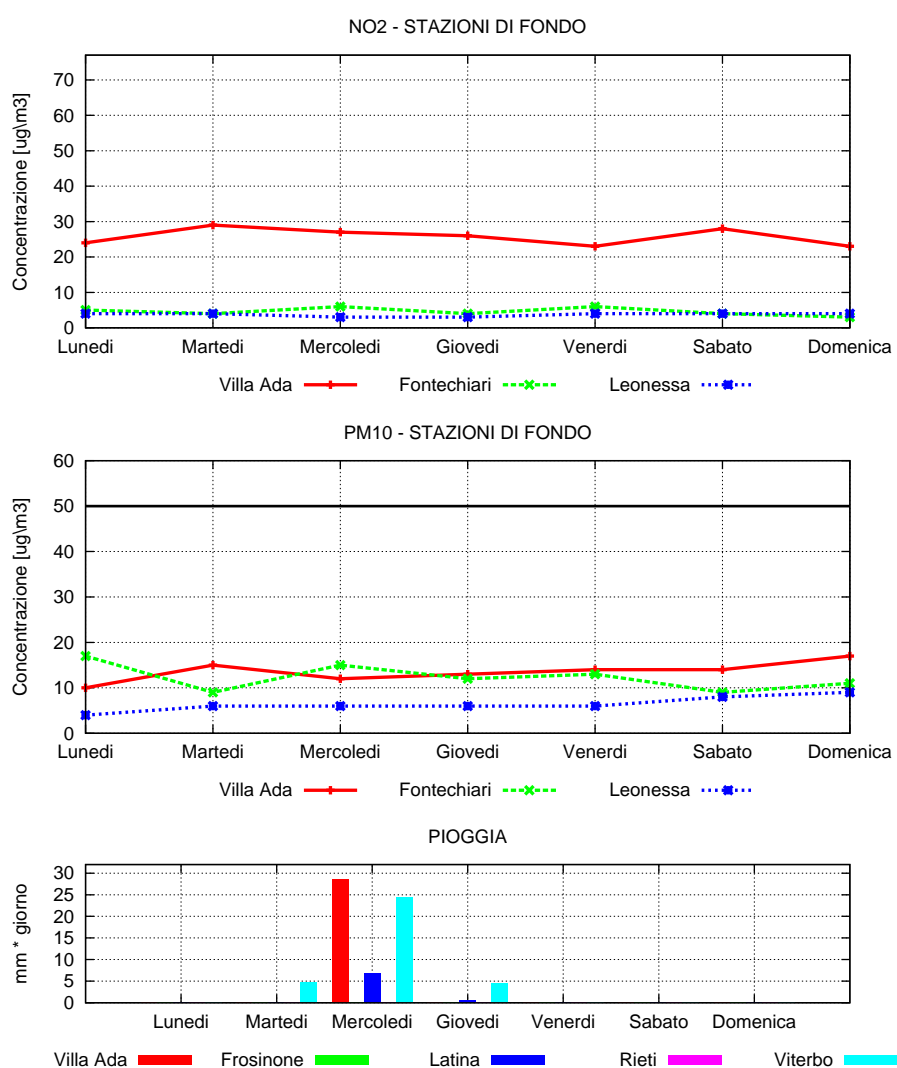 NO2 - STAZIONI DI FONDO
Concentrazione [ug\m3]
70
60
50
40
30
20
10
0
Lunedi Martedi Mercoledi Giovedi Venerdi Sabato Domenica
Villa Ada Fontechiari Leonessa
PM10 - STAZIONI DI FONDO
Concentrazione [ug\m3]
60
50
40
30
20
10
0
Lunedi Martedi Mercoledi Giovedi Venerdi Sabato Domenica
Villa Ada Fontechiari Leonessa
PIOGGIA
mm * giorno
30
25
20
15
10
5
0
Lunedi Martedi Mercoledi Giovedi Venerdi Sabato Domenica
Villa Ada Frosinone Latina Rieti Viterbo